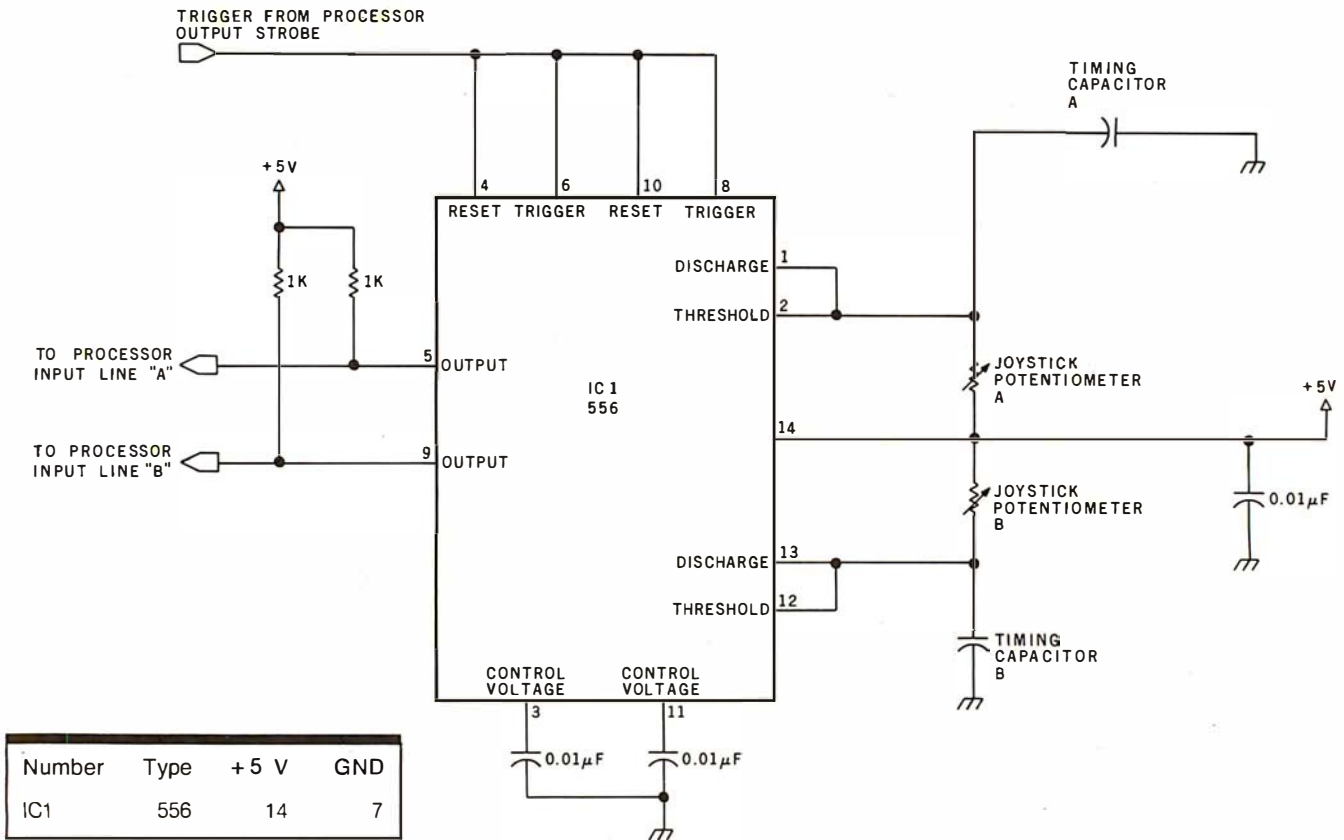 TRIGGER FROM PROCESSOR
OUTPUT STROBE
TIMING
CAPACITOR
A
+5V
4
6
10
8
RESET TRIGGER RESET TRIGGER
1K
1K
DISCHARGE
1
THRESHOLD
2
TO PROCESSOR
INPUT LINE "A"
5
OUTPUT
JOYSTICK
POTENTIOMETER
A
IC1
556
+5V
14
TO PROCESSOR
INPUT LINE "B"
9
OUTPUT
JOYSTICK
POTENTIOMETER
B
0.01µF
DISCHARGE
13
THRESHOLD
12
TIMING
CAPACITOR
B
CONTROL
VOLTAGE
CONTROL
VOLTAGE
3
11
0.01µF
0.01µF
Number Type +5 V GND
IC1 556 14 7